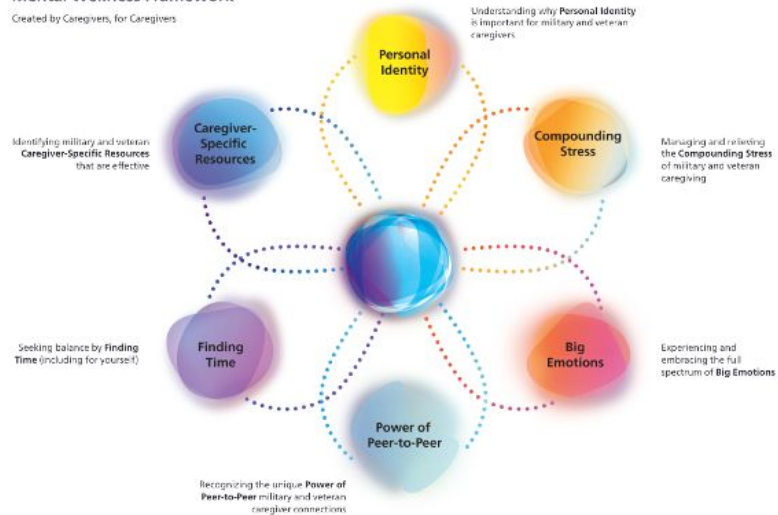 Mental Wellness Framework
Created by Caregivers, for Caregivers
Understanding why Personal Identity
is important for military and veteran
caregivers
Personal
Identity
Caregiver-
Specific
Resources
Identifying military and veteran
Caregiver-Specific Resources
that are effective
Compounding
Stress
Managing and relieving
the Compounding Stress
of military and veteran
caregiving
Finding
Time
Seeking balance by Finding
Time (including for yourself)
Big
Emotions
Experiencing and
embracing the full
spectrum of Big Emotions
Power of
Peer-to-Peer
Recognizing the unique Power of
Peer-to-Peer military and veteran
caregiver connections